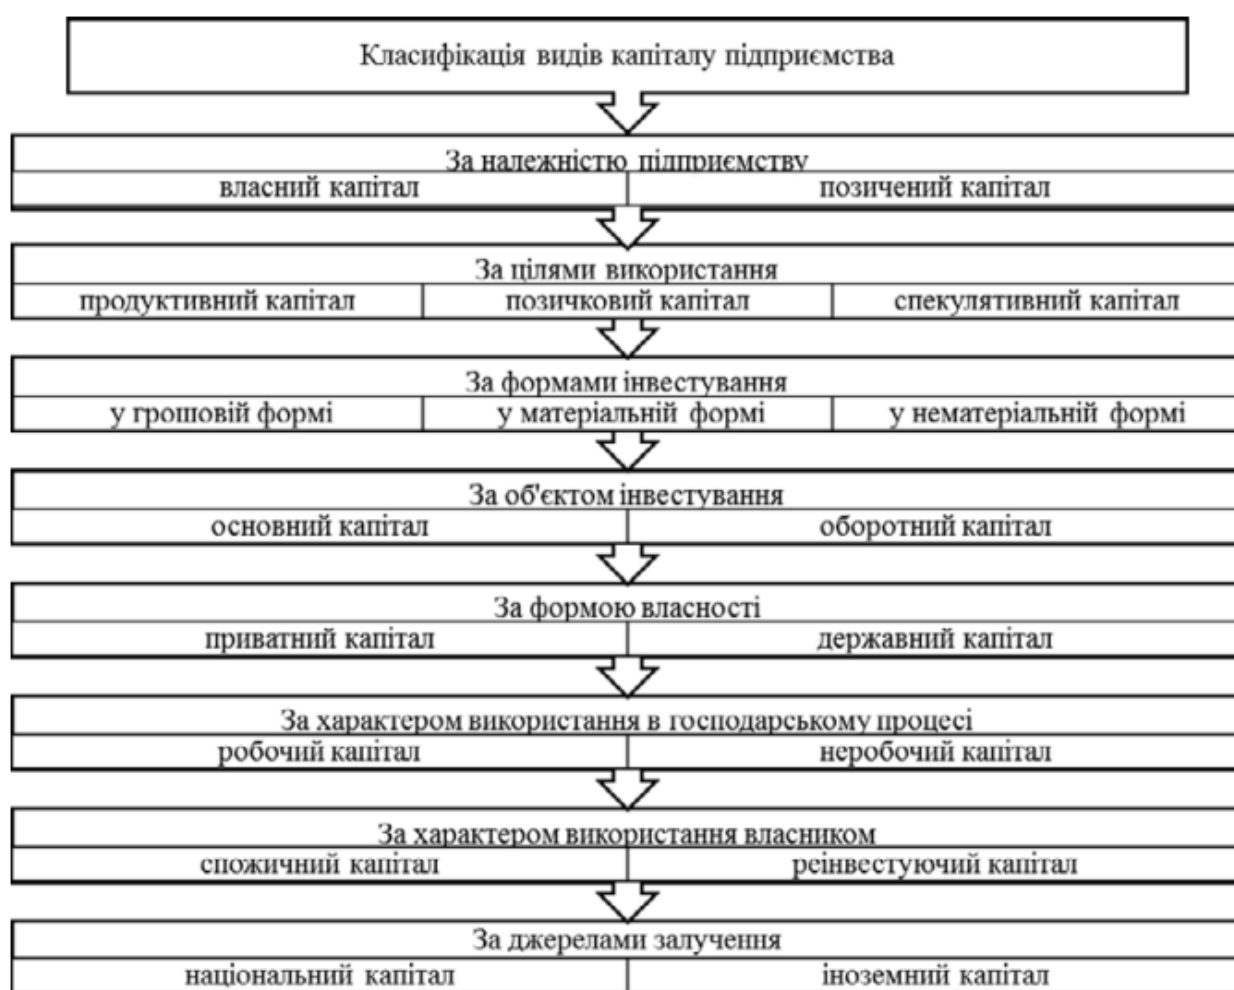 Класифікація видів капіталу підприємства
За належністю підприємству
власний капітал позичений капітал
За цілями використання
продуктивний капітал позичковий капітал спекулятивний капітал
За формами інвестування
у грошовій формі у матеріальній формі у нематеріальній формі
За об'єктом інвестування
основний капітал оборотний капітал
За формою власності
приватний капітал державний капітал
За характером використання в господарському процесі
робочий капітал неробочий капітал
За характером використання власником
спожичний капітал реінвестуючий капітал
За джерелами залучення
національний капітал іноземний капітал